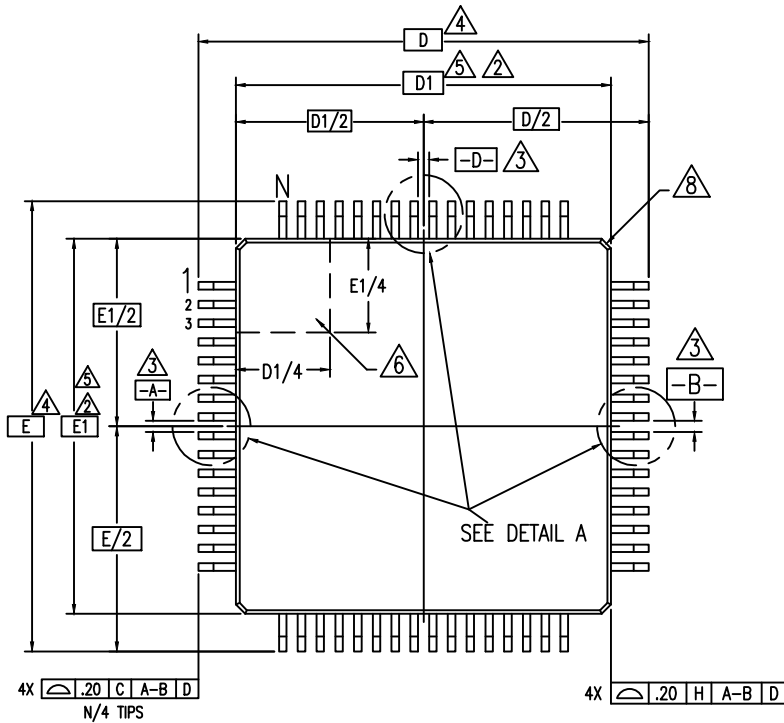 4
D
5 2
D1
D1/2
D/2
-D- 3
N
8
1
2
3
E1/4
E1/2
3
-A-
D1/4
6
3
-B-
5
4 2
E E1
E/2
SEE DETAIL A
4X ⌓ .20 C A-B D
N/4 TIPS
4X ⌓ .20 H A-B D